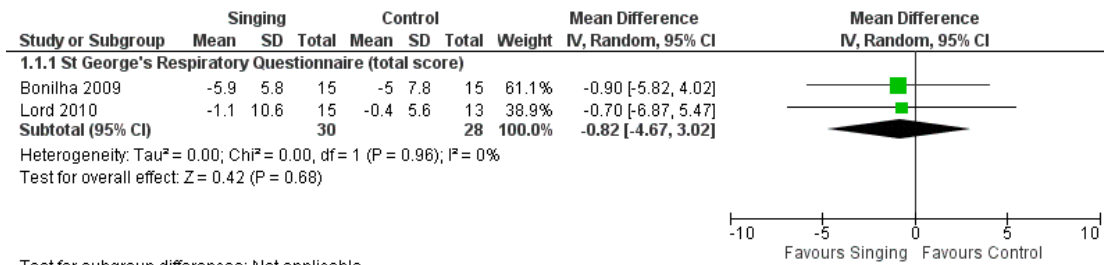 Singing Control Mean Difference Mean Difference
Study or Subgroup Mean SD Total Mean SD Total Weight IV, Random, 95% CI IV, Random, 95% CI
1.1.1 St George's Respiratory Questionnaire (total score)
Bonilha 2009 -5.9 5.8 15 -5 7.8 15 61.1% -0.90 [-5.82, 4.02]
Lord 2010 -1.1 10.6 15 -0.4 5.6 13 38.9% -0.70 [-6.87, 5.47]
Subtotal (95% CI) 30 28 100.0% -0.82 [-4.67, 3.02]
Heterogeneity: Tau² = 0.00; Chi² = 0.00, df = 1 (P = 0.96); I² = 0%
Test for overall effect: Z = 0.42 (P = 0.68)
-10 -5 0 5 10
Favours Singing Favours Control
Test for subgroup differences: Not applicable